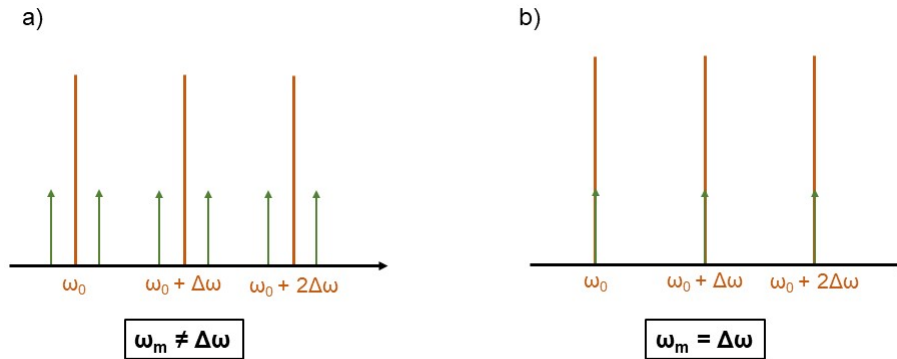 a)
b)
ω₀ ω₀ + Δω ω₀ + 2Δω
ω₀ ω₀ + Δω ω₀ + 2Δω
ωₘ ≠ Δω
ωₘ = Δω